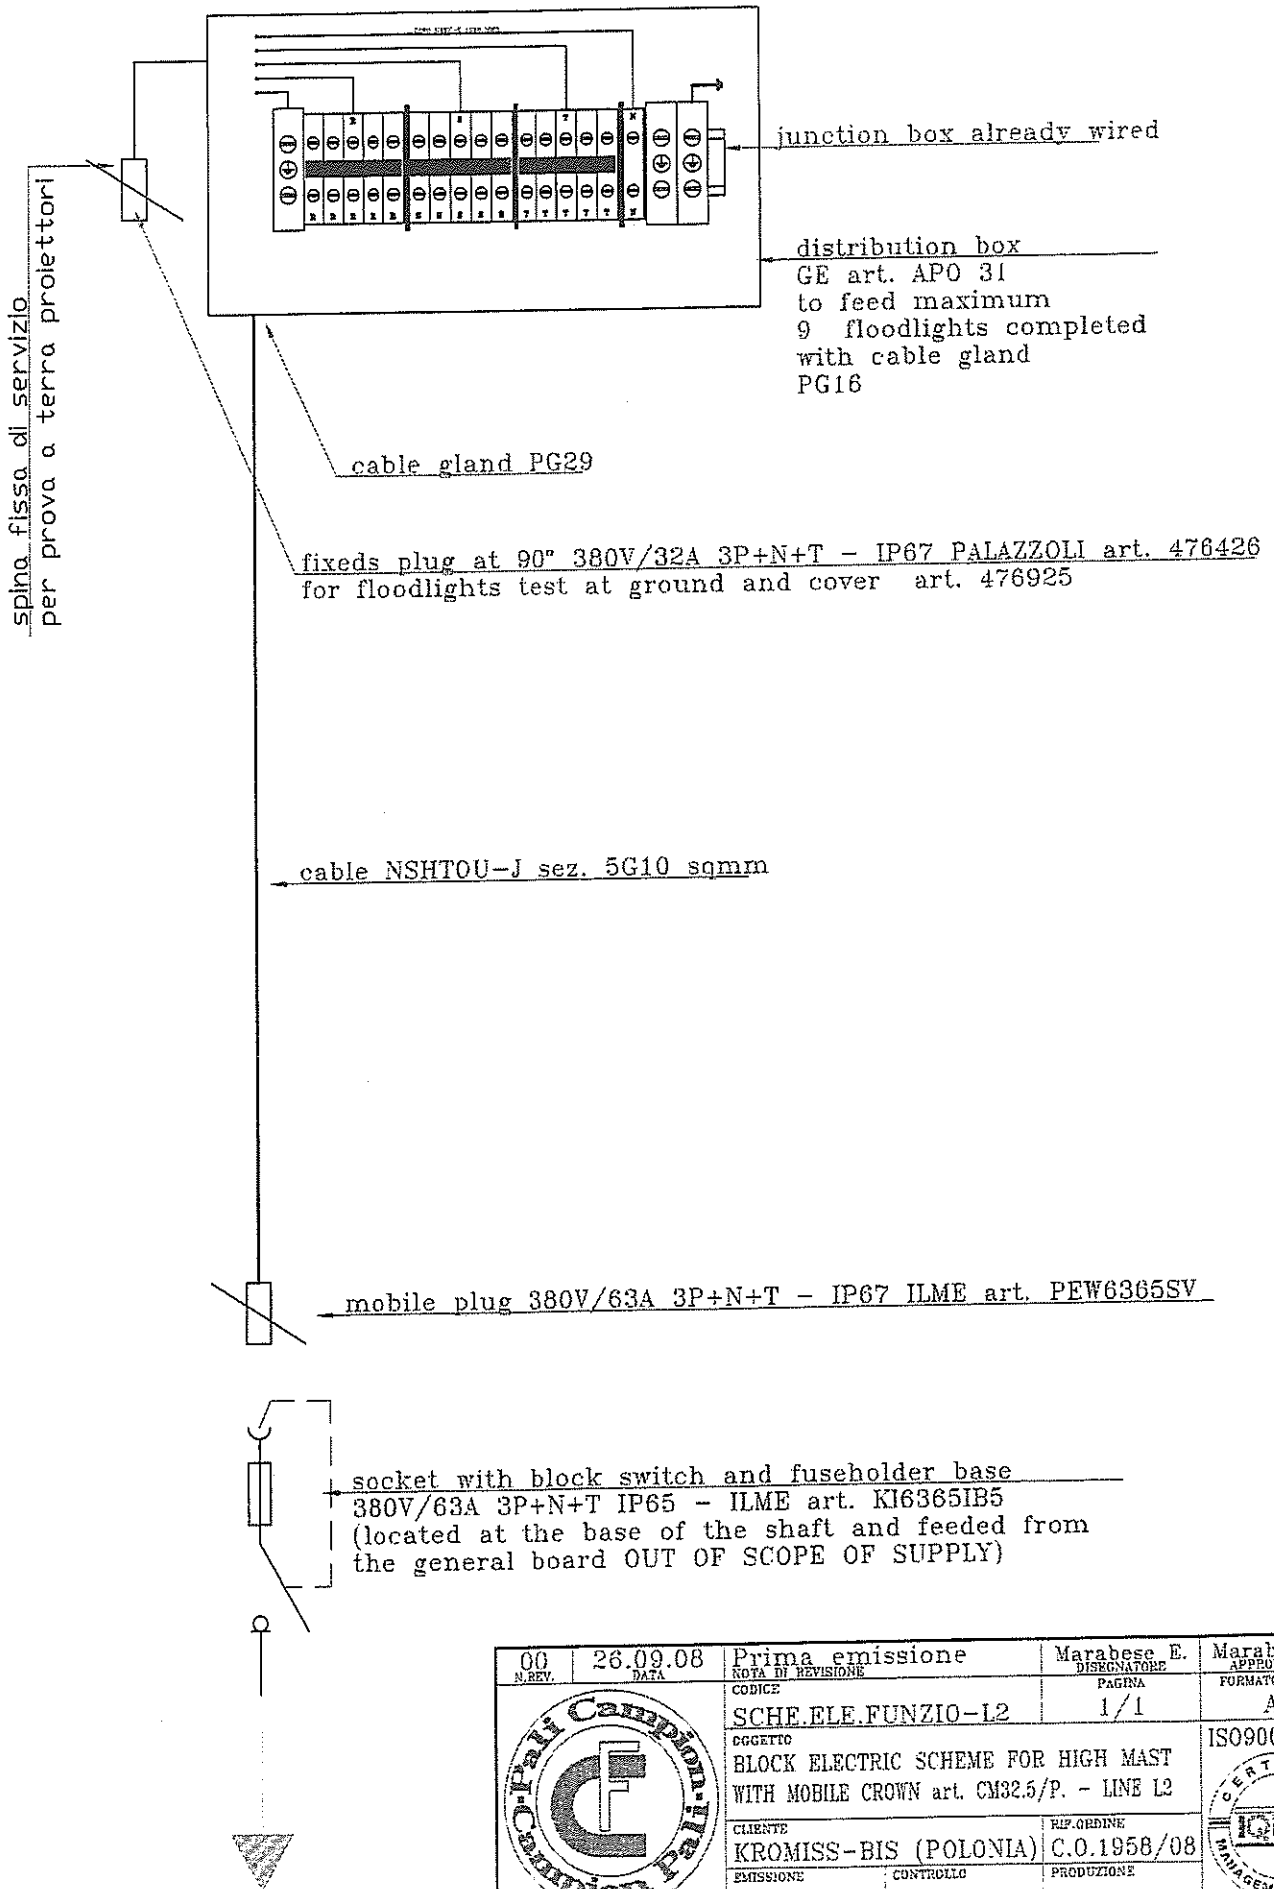 junction box already wired
distribution box
GE art. APO 31
to feed maximum
9 floodlights completed
with cable gland
PG16
spina fissa di servizio
per prova a terra proiettori
cable gland PG29
fixeds plug at 90" 380V/32A 3P+N+T - IP67 PALAZZOLI art. 476426
for floodlights test at ground and cover art. 476925
cable NSHTOU-J sez. 5G10 sqmm
mobile plug 380V/63A 3P+N+T - IP67 ILME art. PEW6365SV
socket with block switch and fuseholder base
380V/63A 3P+N+T IP65 - ILME art. KI6365IB5
(located at the base of the shaft and feeded from
the general board OUT OF SCOPE OF SUPPLY)
00 26.09.08 Prima emissione Marabese E.
N.REV. DATA NOTA DI REVISIONE DISEGNATORE
CODICE PAGINA
SCHE.ELE.FUNZIO-L2 1/1
OGGETTO
BLOCK ELECTRIC SCHEME FOR HIGH MAST
WITH MOBILE CROWN art. CM32.5/P. - LINE L2
CLIENTE RIF.ORDINE
KROMISS-BIS (POLONIA) C.O.1958/08
EMISSIONE CONTROLLO PRODUZIONE
Pali Campion